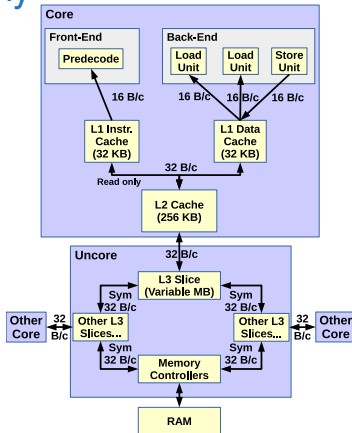 y
Core
Front-End
Back-End
Predecode
Load
Unit
Load
Unit
Store
Unit
16 B/c
16 B/c
16 B/c
16 B/c
L1 Instr.
Cache
(32 KB)
L1 Data
Cache
(32 KB)
32 B/c
Read only
L2 Cache
(256 KB)
32 B/c
Uncore
L3 Slice
(Variable MB)
Sym
32 B/c
Sym
32 B/c
Other
Core
32
B/c
Other L3
Slices...
Other L3
Slices...
32
B/c
Other
Core
Sym
32 B/c
Sym
32 B/c
Memory
Controllers
RAM